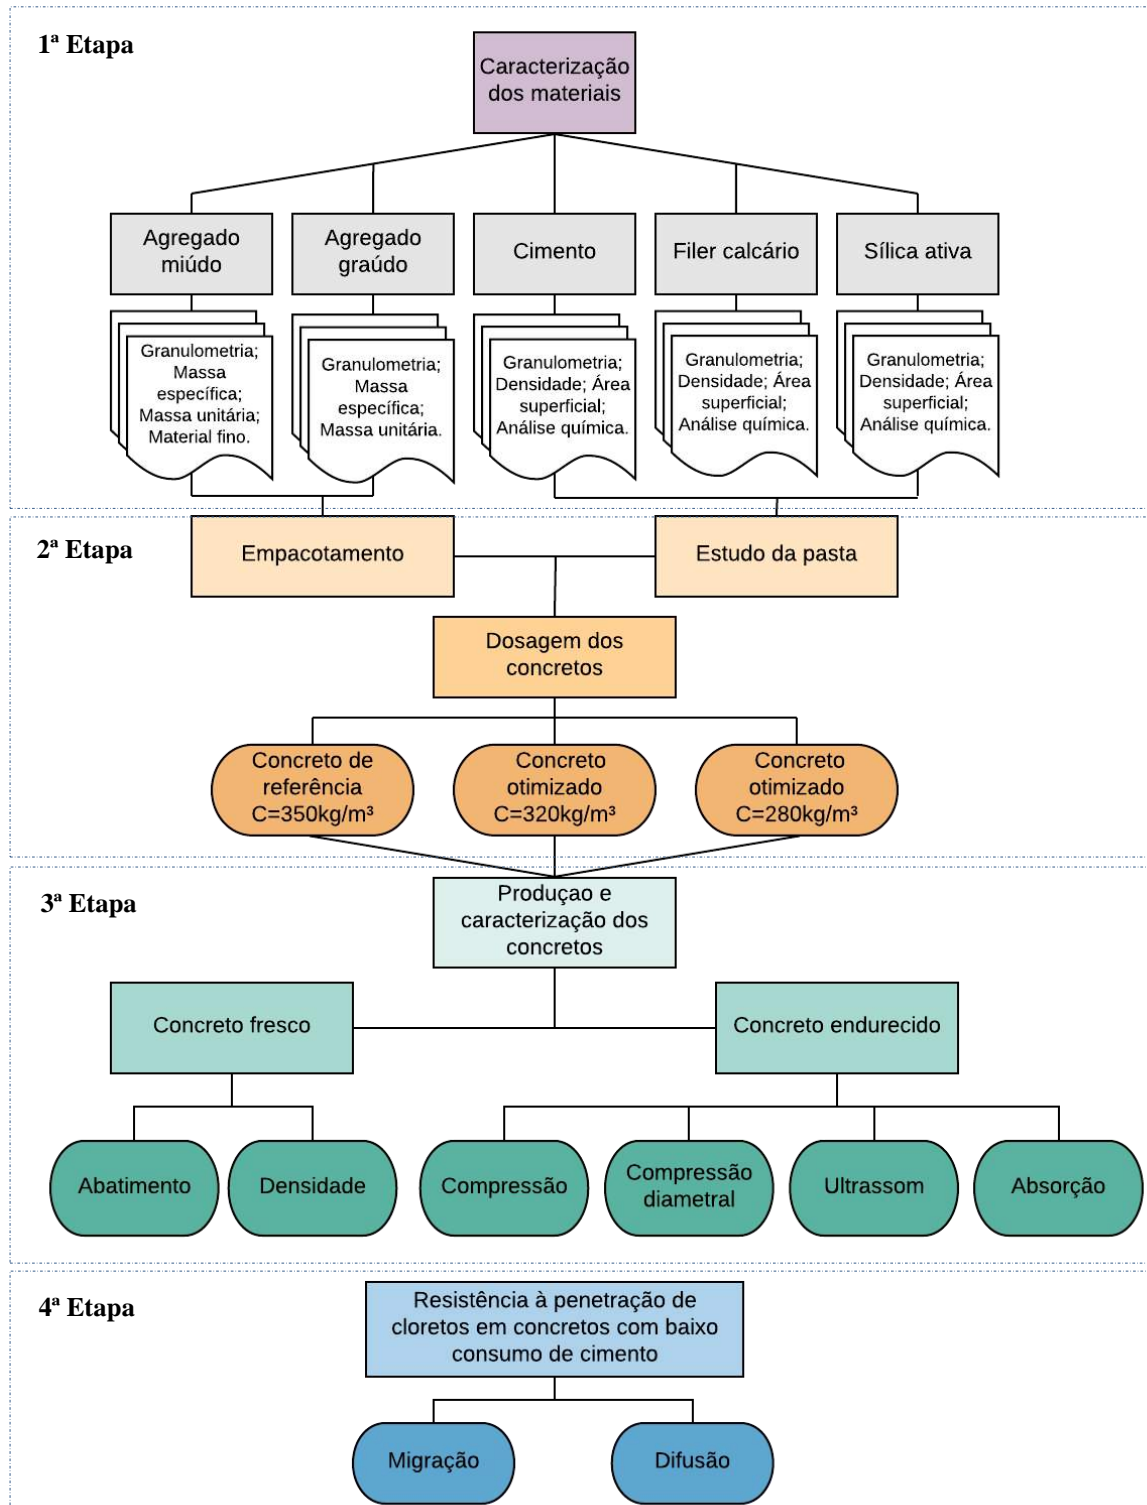 1ª Etapa
Caracterização
dos materiais
Agregado
miúdo
Agregado
graúdo
Cimento
Filer calcário
Sílica ativa
Granulometria;
Massa
específica;
Massa unitária;
Material fino.
Granulometria;
Massa
específica;
Massa unitária.
Granulometria;
Densidade; Área
superficial;
Análise química.
Granulometria;
Densidade; Área
superficial;
Análise química.
Granulometria;
Densidade; Área
superficial;
Análise química.
2ª Etapa
Empacotamento
Estudo da pasta
Dosagem dos
concretos
Concreto de
referência
C=350kg/m³
Concreto
otimizado
C=320kg/m³
Concreto
otimizado
C=280kg/m³
3ª Etapa
Produçao e
caracterização dos
concretos
Concreto fresco
Concreto endurecido
Abatimento
Densidade
Compressão
Compressão
diametral
Ultrassom
Absorção
4ª Etapa
Resistência à penetração de
cloretos em concretos com baixo
consumo de cimento
Migração
Difusão